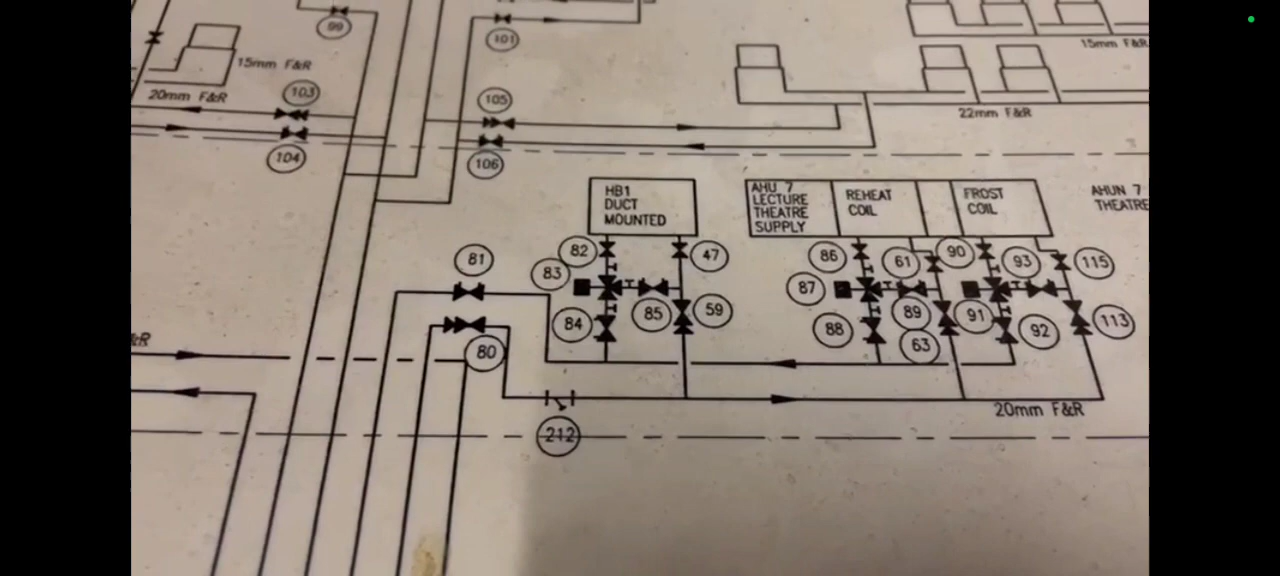 99
101
15mm F&R
15mm F&R
20mm F&R
103
105
22mm F&R
104
106
HB1
DUCT
MOUNTED
AHU 7
LECTURE
THEATRE
SUPPLY
REHEAT
COIL
FROST
COIL
AHUN 7
THEATRE
81
82
47
86
61
90
93
115
83
87
84
85
59
88
89
91
92
113
63
80
212
20mm F&R